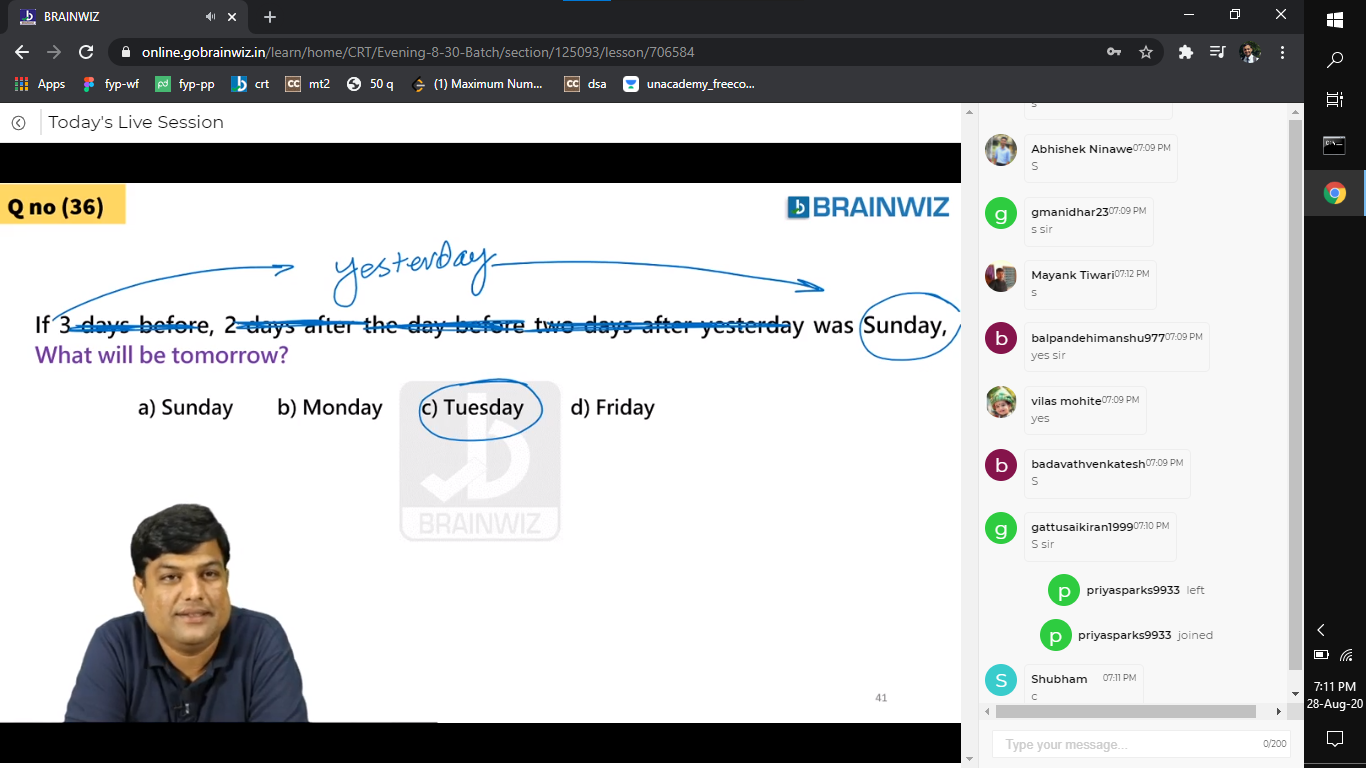 BRAINWIZ
online.gobrainwiz.in/learn/home/CRT/Evening-8-30-Batch/section/125093/lesson/706584
Apps fyp-wf fyp-pp crt mt2 50 q (1) Maximum Num... dsa unacademy_freeco...
Today's Live Session
Q no (36)
BRAINWIZ
yesterday
If 3 days before, 2 days after the day before two days after yesterday was Sunday,
What will be tomorrow?
a) Sunday b) Monday c) Tuesday d) Friday
BRAINWIZ
41
s
Abhishek Ninawe 07:09 PM
S
gmanidhar23 07:09 PM
s sir
Mayank Tiwari 07:12 PM
s
balpandehimanshu977 07:09 PM
yes sir
vilas mohite 07:09 PM
yes
badavathvenkatesh 07:09 PM
S
gattusaikiran1999 07:10 PM
S sir
priyasparks9933 left
priyasparks9933 joined
Shubham 07:11 PM
c
Type your message... 0/200
7:11 PM
28-Aug-20